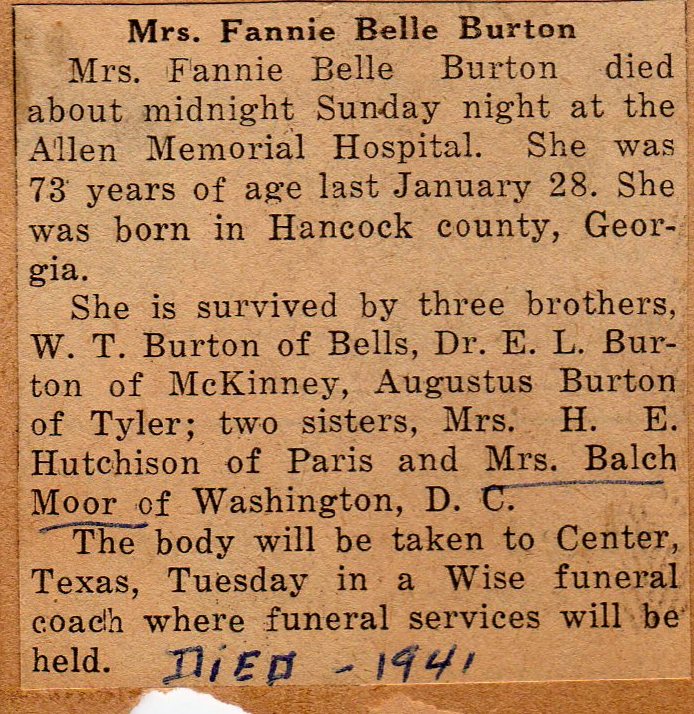 Mrs. Fannie Belle Burton
Mrs. Fannie Belle Burton died
about midnight Sunday night at the
Allen Memorial Hospital. She was
73 years of age last January 28. She
was born in Hancock county, Geor-
gia.
She is survived by three brothers,
W. T. Burton of Bells, Dr. E. L. Bur-
ton of McKinney, Augustus Burton
of Tyler; two sisters, Mrs. H. E.
Hutchison of Paris and Mrs. Balch
Moor of Washington, D. C.
The body will be taken to Center,
Texas, Tuesday in a Wise funeral
coach where funeral services will be
held. DiED - 1941